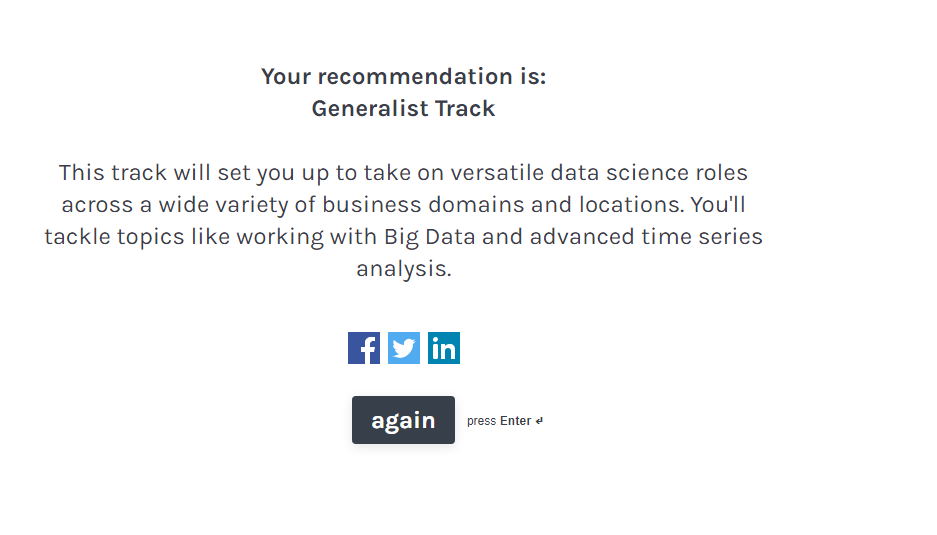 Your recommendation is:
Generalist Track
This track will set you up to take on versatile data science roles
across a wide variety of business domains and locations. You'll
tackle topics like working with Big Data and advanced time series
analysis.
f in
again press Enter ↵